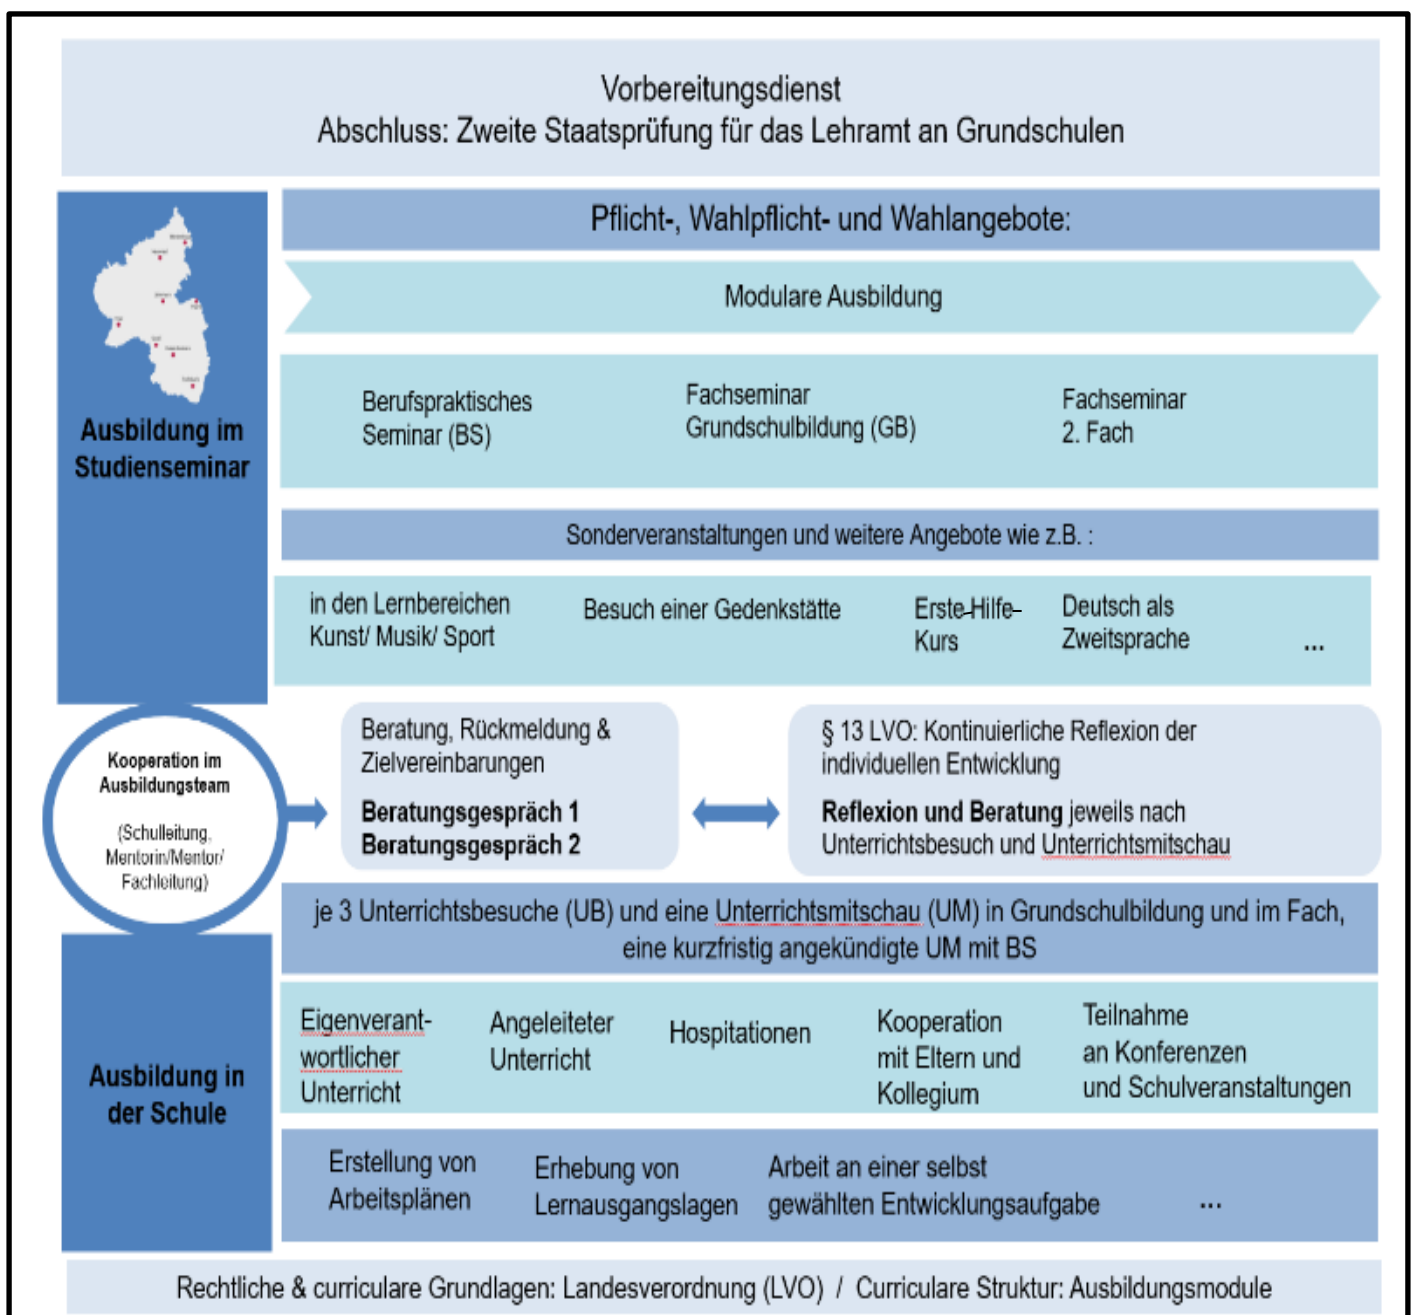 Vorbereitungsdienst
Abschluss: Zweite Staatsprüfung für das Lehramt an Grundschulen
Ausbildung im
Studienseminar
Pflicht-, Wahlpflicht- und Wahlangebote:
Modulare Ausbildung
Berufspraktisches
Seminar (BS)
Fachseminar
Grundschulbildung (GB)
Fachseminar
2. Fach
Sonderveranstaltungen und weitere Angebote wie z.B. :
in den Lernbereichen
Kunst/ Musik/ Sport
Besuch einer Gedenkstätte
Erste-Hilfe-
Kurs
Deutsch als
Zweitsprache
...
Kooperation im
Ausbildungsteam
(Schulleitung,
Mentorin/Mentor/
Fachleitung)
Beratung, Rückmeldung &
Zielvereinbarungen
Beratungsgespräch 1
Beratungsgespräch 2
§ 13 LVO: Kontinuierliche Reflexion der
individuellen Entwicklung
Reflexion und Beratung jeweils nach
Unterrichtsbesuch und Unterrichtsmitschau
je 3 Unterrichtsbesuche (UB) und eine Unterrichtsmitschau (UM) in Grundschulbildung und im Fach,
eine kurzfristig angekündigte UM mit BS
Ausbildung in
der Schule
Eigenverant-
wortlicher
Unterricht
Angeleiteter
Unterricht
Hospitationen
Kooperation
mit Eltern und
Kollegium
Teilnahme
an Konferenzen
und Schulveranstaltungen
Erstellung von
Arbeitsplänen
Erhebung von
Lernausgangslagen
Arbeit an einer selbst
gewählten Entwicklungsaufgabe
...
Rechtliche & curriculare Grundlagen: Landesverordnung (LVO) / Curriculare Struktur: Ausbildungsmodule